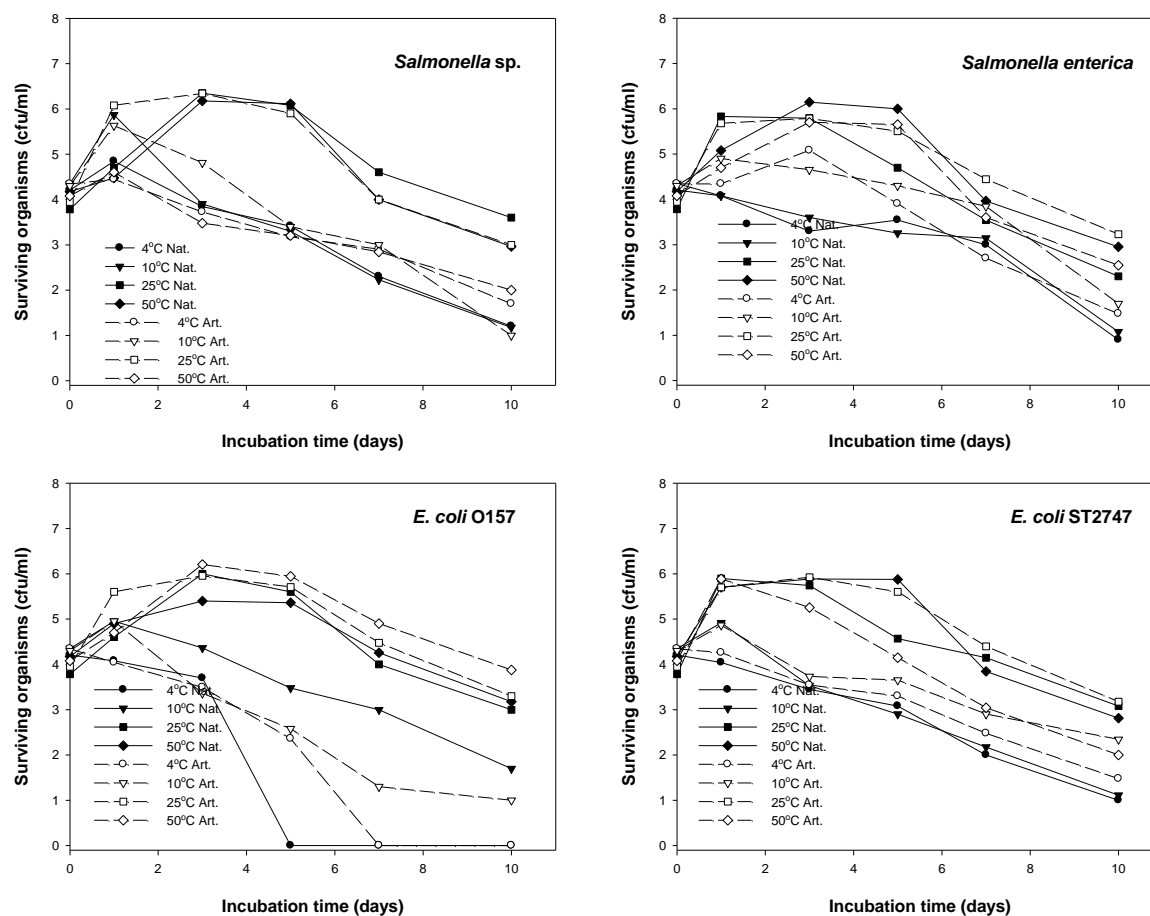 Salmonella sp.
Surviving organisms (cfu/ml)
8
7
6
5
4
3
2
1
0
4°C Nat.
10°C Nat.
25°C Nat.
50°C Nat.
4°C Art.
10°C Art.
25°C Art.
50°C Art.
0 2 4 6 8 10
Incubation time (days)
Salmonella enterica
Surviving organisms (cfu/ml)
8
7
6
5
4
3
2
1
0
4°C Nat.
10°C Nat.
25°C Nat.
50°C Nat.
4°C Art.
10°C Art.
25°C Art.
50°C Art.
0 2 4 6 8 10
Incubation time (days)
E. coli O157
Surviving organisms (cfu/ml)
8
7
6
5
4
3
2
1
0
4°C Nat.
10°C Nat.
25°C Nat.
50°C Nat.
4°C Art.
10°C Art.
25°C Art.
50°C Art.
0 2 4 6 8 10
Incubation time (days)
E. coli ST2747
Surviving organisms (cfu/ml)
8
7
6
5
4
3
2
1
0
4°C Nat.
10°C Nat.
25°C Nat.
50°C Nat.
4°C Art.
10°C Art.
25°C Art.
50°C Art.
0 2 4 6 8 10
Incubation time (days)